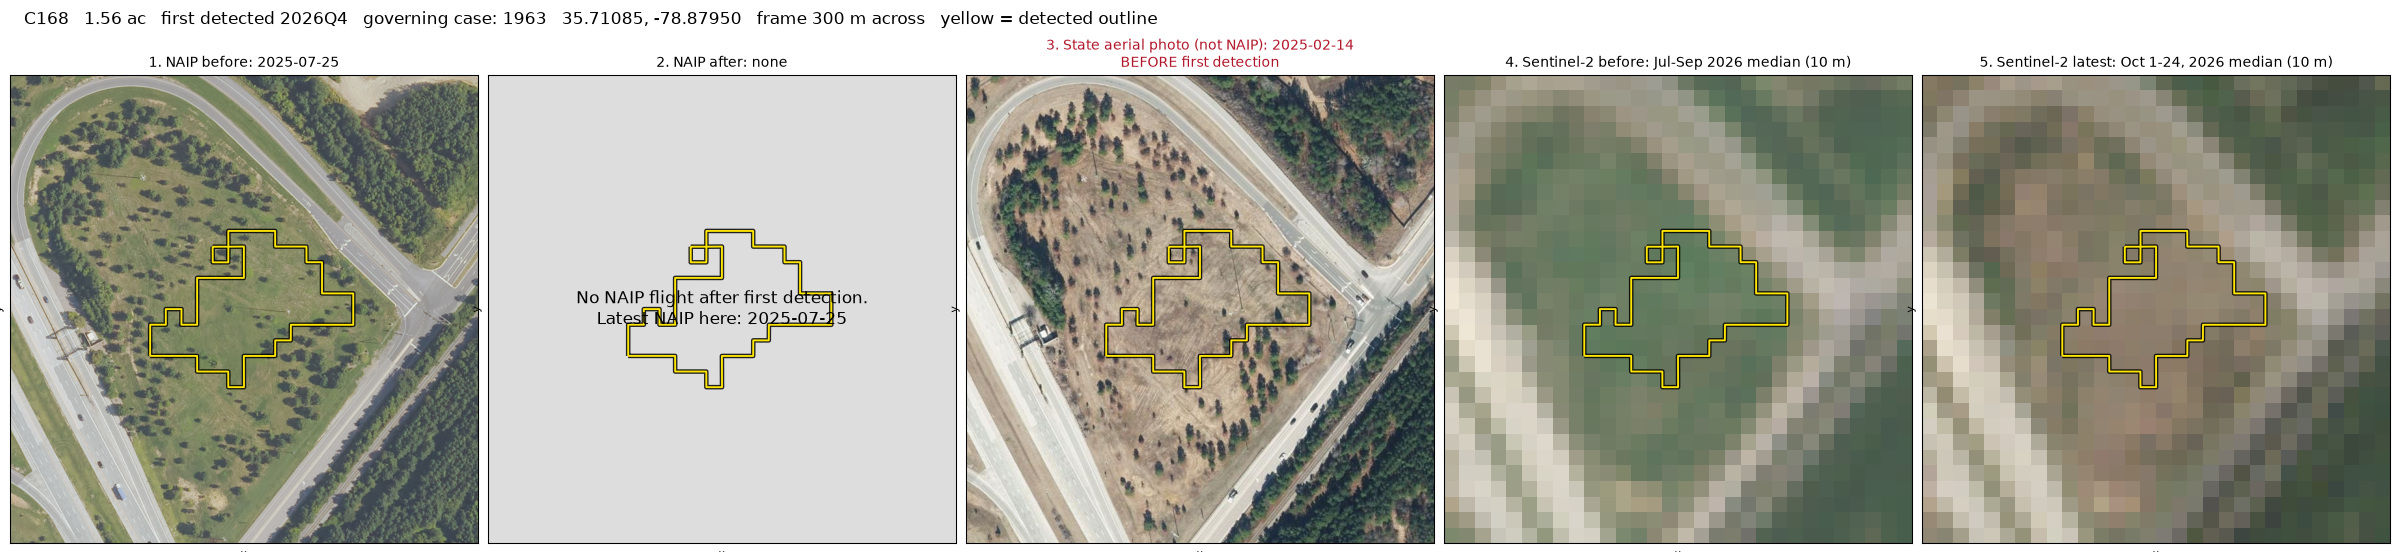 C168   1.56 ac   first detected 2026Q4   governing case: 1963   35.71085, -78.87950   frame 300 m across   yellow = detected outline
1. NAIP before: 2025-07-25
2. NAIP after: none
3. State aerial photo (not NAIP): 2025-02-14
BEFORE first detection
4. Sentinel-2 before: Jul-Sep 2026 median (10 m)
5. Sentinel-2 latest: Oct 1-24, 2026 median (10 m)
No NAIP flight after first detection.
Latest NAIP here: 2025-07-25